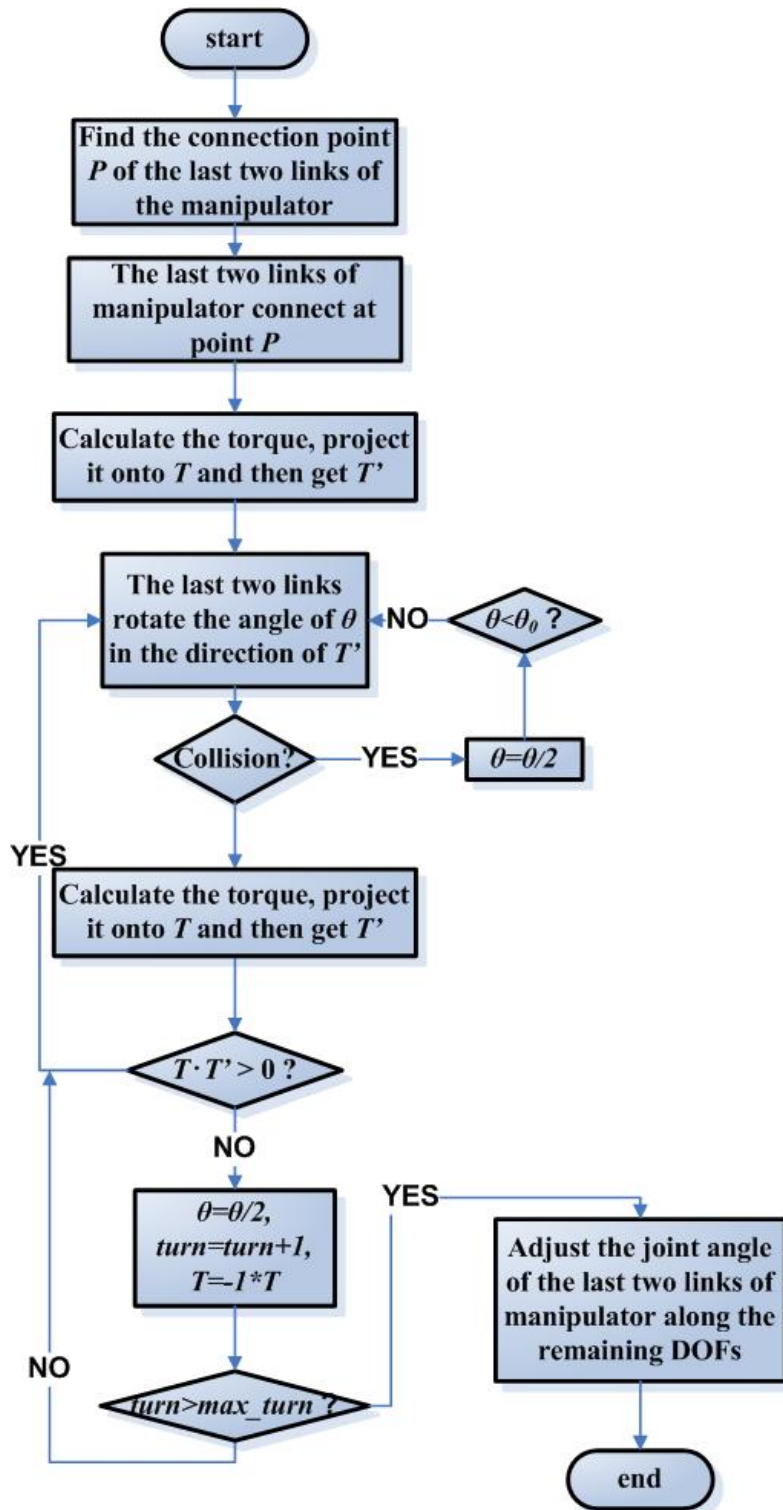 start
Find the connection point
P of the last two links of
the manipulator
The last two links of
manipulator connect at
point P
Calculate the torque, project
it onto T and then get T’
The last two links
rotate the angle of θ
in the direction of T’
NO
θ<θ₀ ?
Collision?
YES
θ=θ/2
YES
Calculate the torque, project
it onto T and then get T’
T· T’ > 0 ?
NO
θ=θ/2,
turn=turn+1,
T=-1*T
YES
Adjust the joint angle
of the last two links of
manipulator along the
remaining DOFs
NO
turn>max_turn ?
end